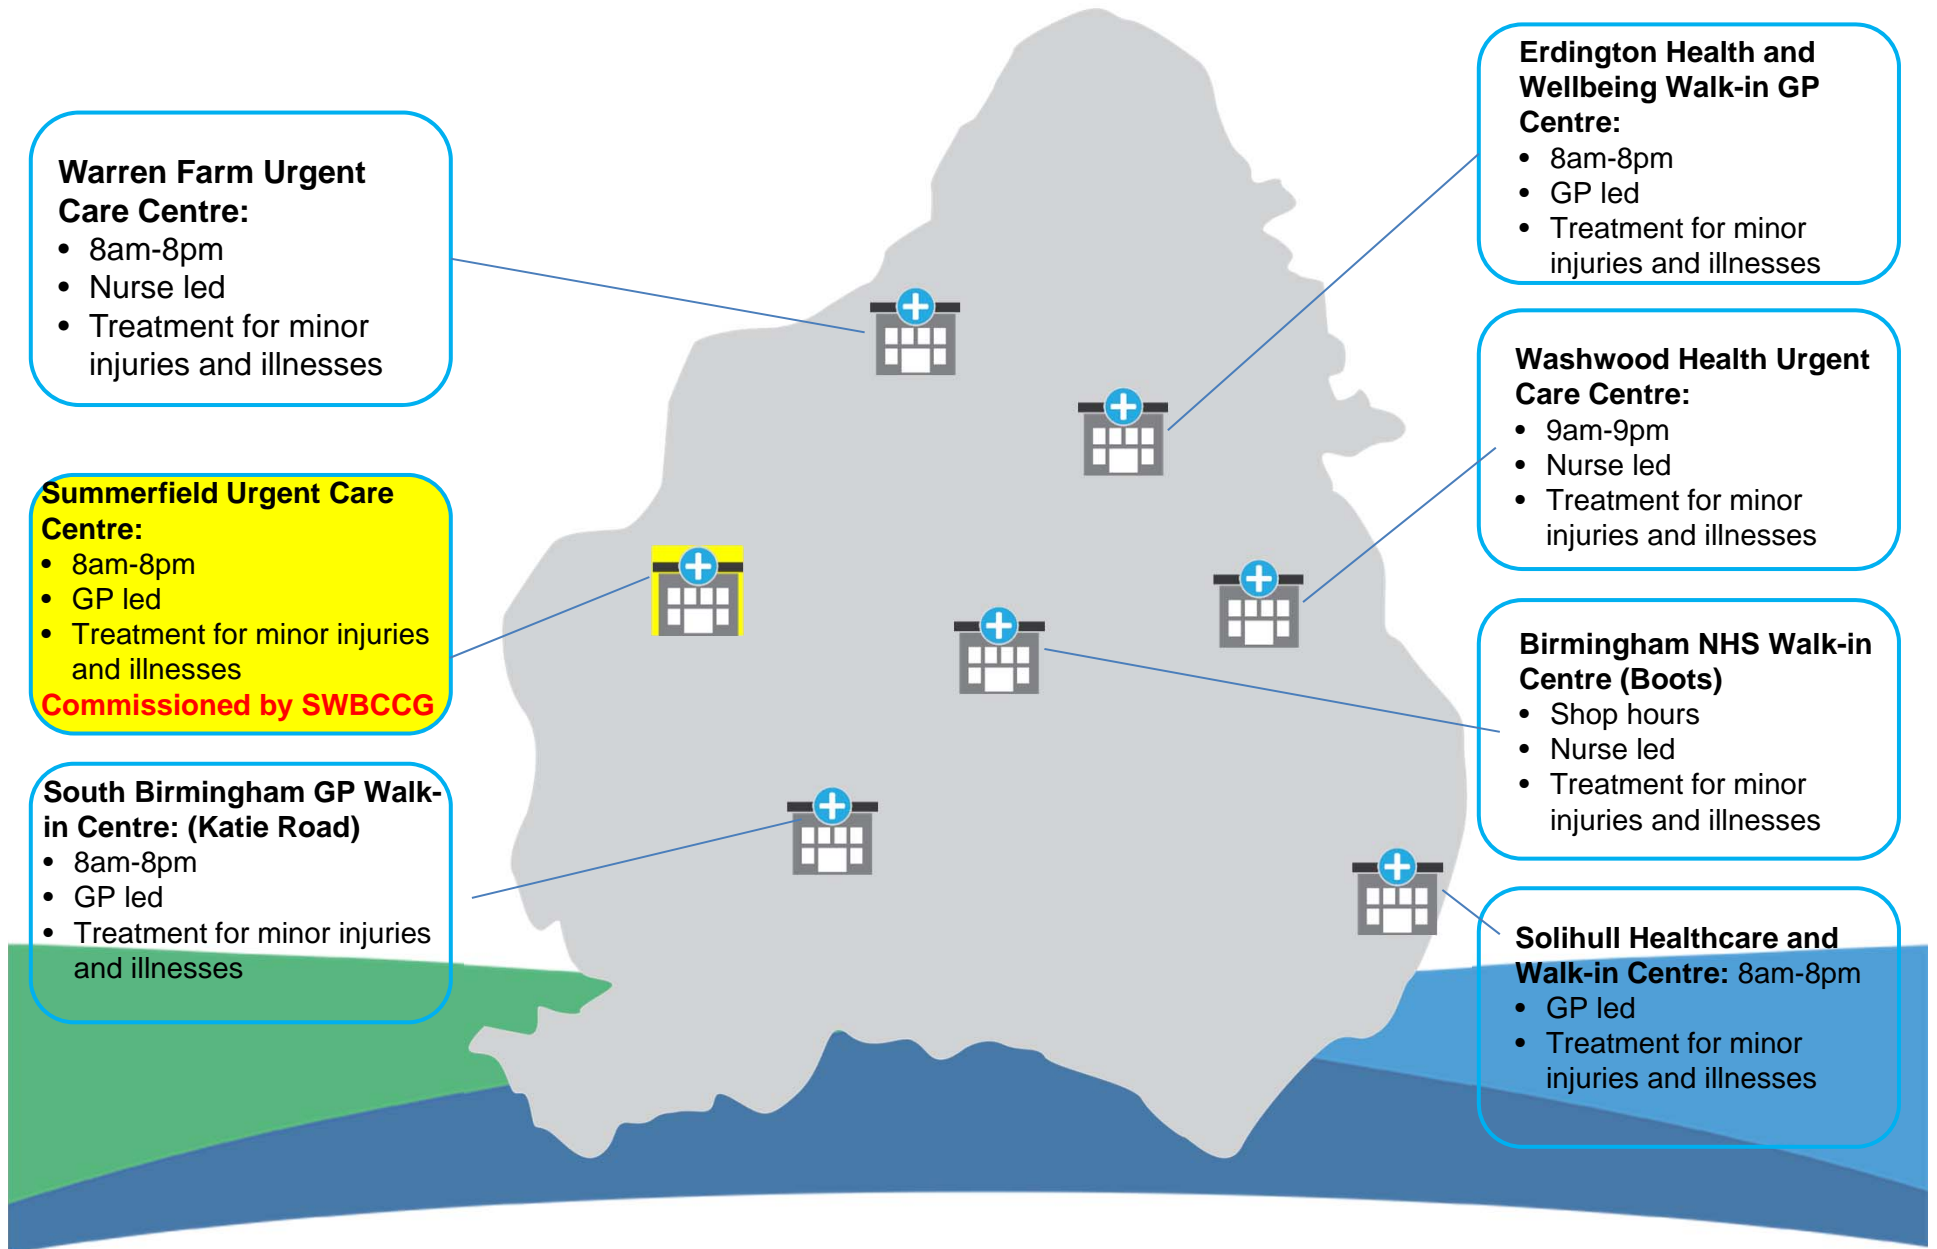 Warren Farm Urgent
Care Centre:
• 8am-8pm
• Nurse led
• Treatment for minor
injuries and illnesses
Summerfield Urgent Care
Centre:
• 8am-8pm
• GP led
• Treatment for minor injuries
and illnesses
Commissioned by SWBCCG
South Birmingham GP Walk-
in Centre: (Katie Road)
• 8am-8pm
• GP led
• Treatment for minor injuries
and illnesses
Erdington Health and
Wellbeing Walk-in GP
Centre:
• 8am-8pm
• GP led
• Treatment for minor
injuries and illnesses
Washwood Health Urgent
Care Centre:
• 9am-9pm
• Nurse led
• Treatment for minor
injuries and illnesses
Birmingham NHS Walk-in
Centre (Boots)
• Shop hours
• Nurse led
• Treatment for minor
injuries and illnesses
Solihull Healthcare and
Walk-in Centre: 8am-8pm
• GP led
• Treatment for minor
injuries and illnesses